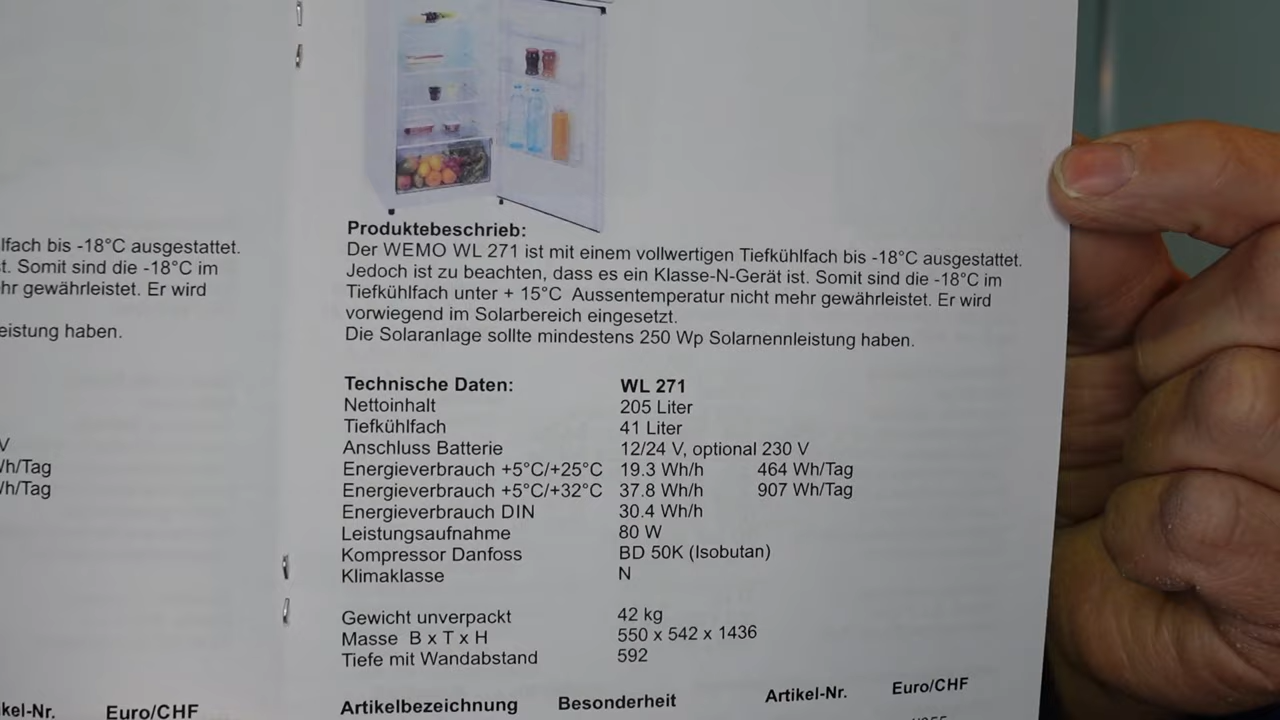 lfach bis -18°C ausgestattet.
t. Somit sind die -18°C im
hr gewährleistet. Er wird
eistung haben.
V
Wh/Tag
Wh/Tag
kel-Nr. Euro/CHF
Produktebeschrieb:
Der WEMO WL 271 ist mit einem vollwertigen Tiefkühlfach bis -18°C ausgestattet.
Jedoch ist zu beachten, dass es ein Klasse-N-Gerät ist. Somit sind die -18°C im
Tiefkühlfach unter + 15°C Aussentemperatur nicht mehr gewährleistet. Er wird
vorwiegend im Solarbereich eingesetzt.
Die Solaranlage sollte mindestens 250 Wp Solarnennleistung haben.
Technische Daten: WL 271
Nettoinhalt 205 Liter
Tiefkühlfach 41 Liter
Anschluss Batterie 12/24 V, optional 230 V
Energieverbrauch +5°C/+25°C 19.3 Wh/h 464 Wh/Tag
Energieverbrauch +5°C/+32°C 37.8 Wh/h 907 Wh/Tag
Energieverbrauch DIN 30.4 Wh/h
Leistungsaufnahme 80 W
Kompressor Danfoss BD 50K (Isobutan)
Klimaklasse N
Gewicht unverpackt 42 kg
Masse B x T x H 550 x 542 x 1436
Tiefe mit Wandabstand 592
Artikelbezeichnung Besonderheit Artikel-Nr. Euro/CHF